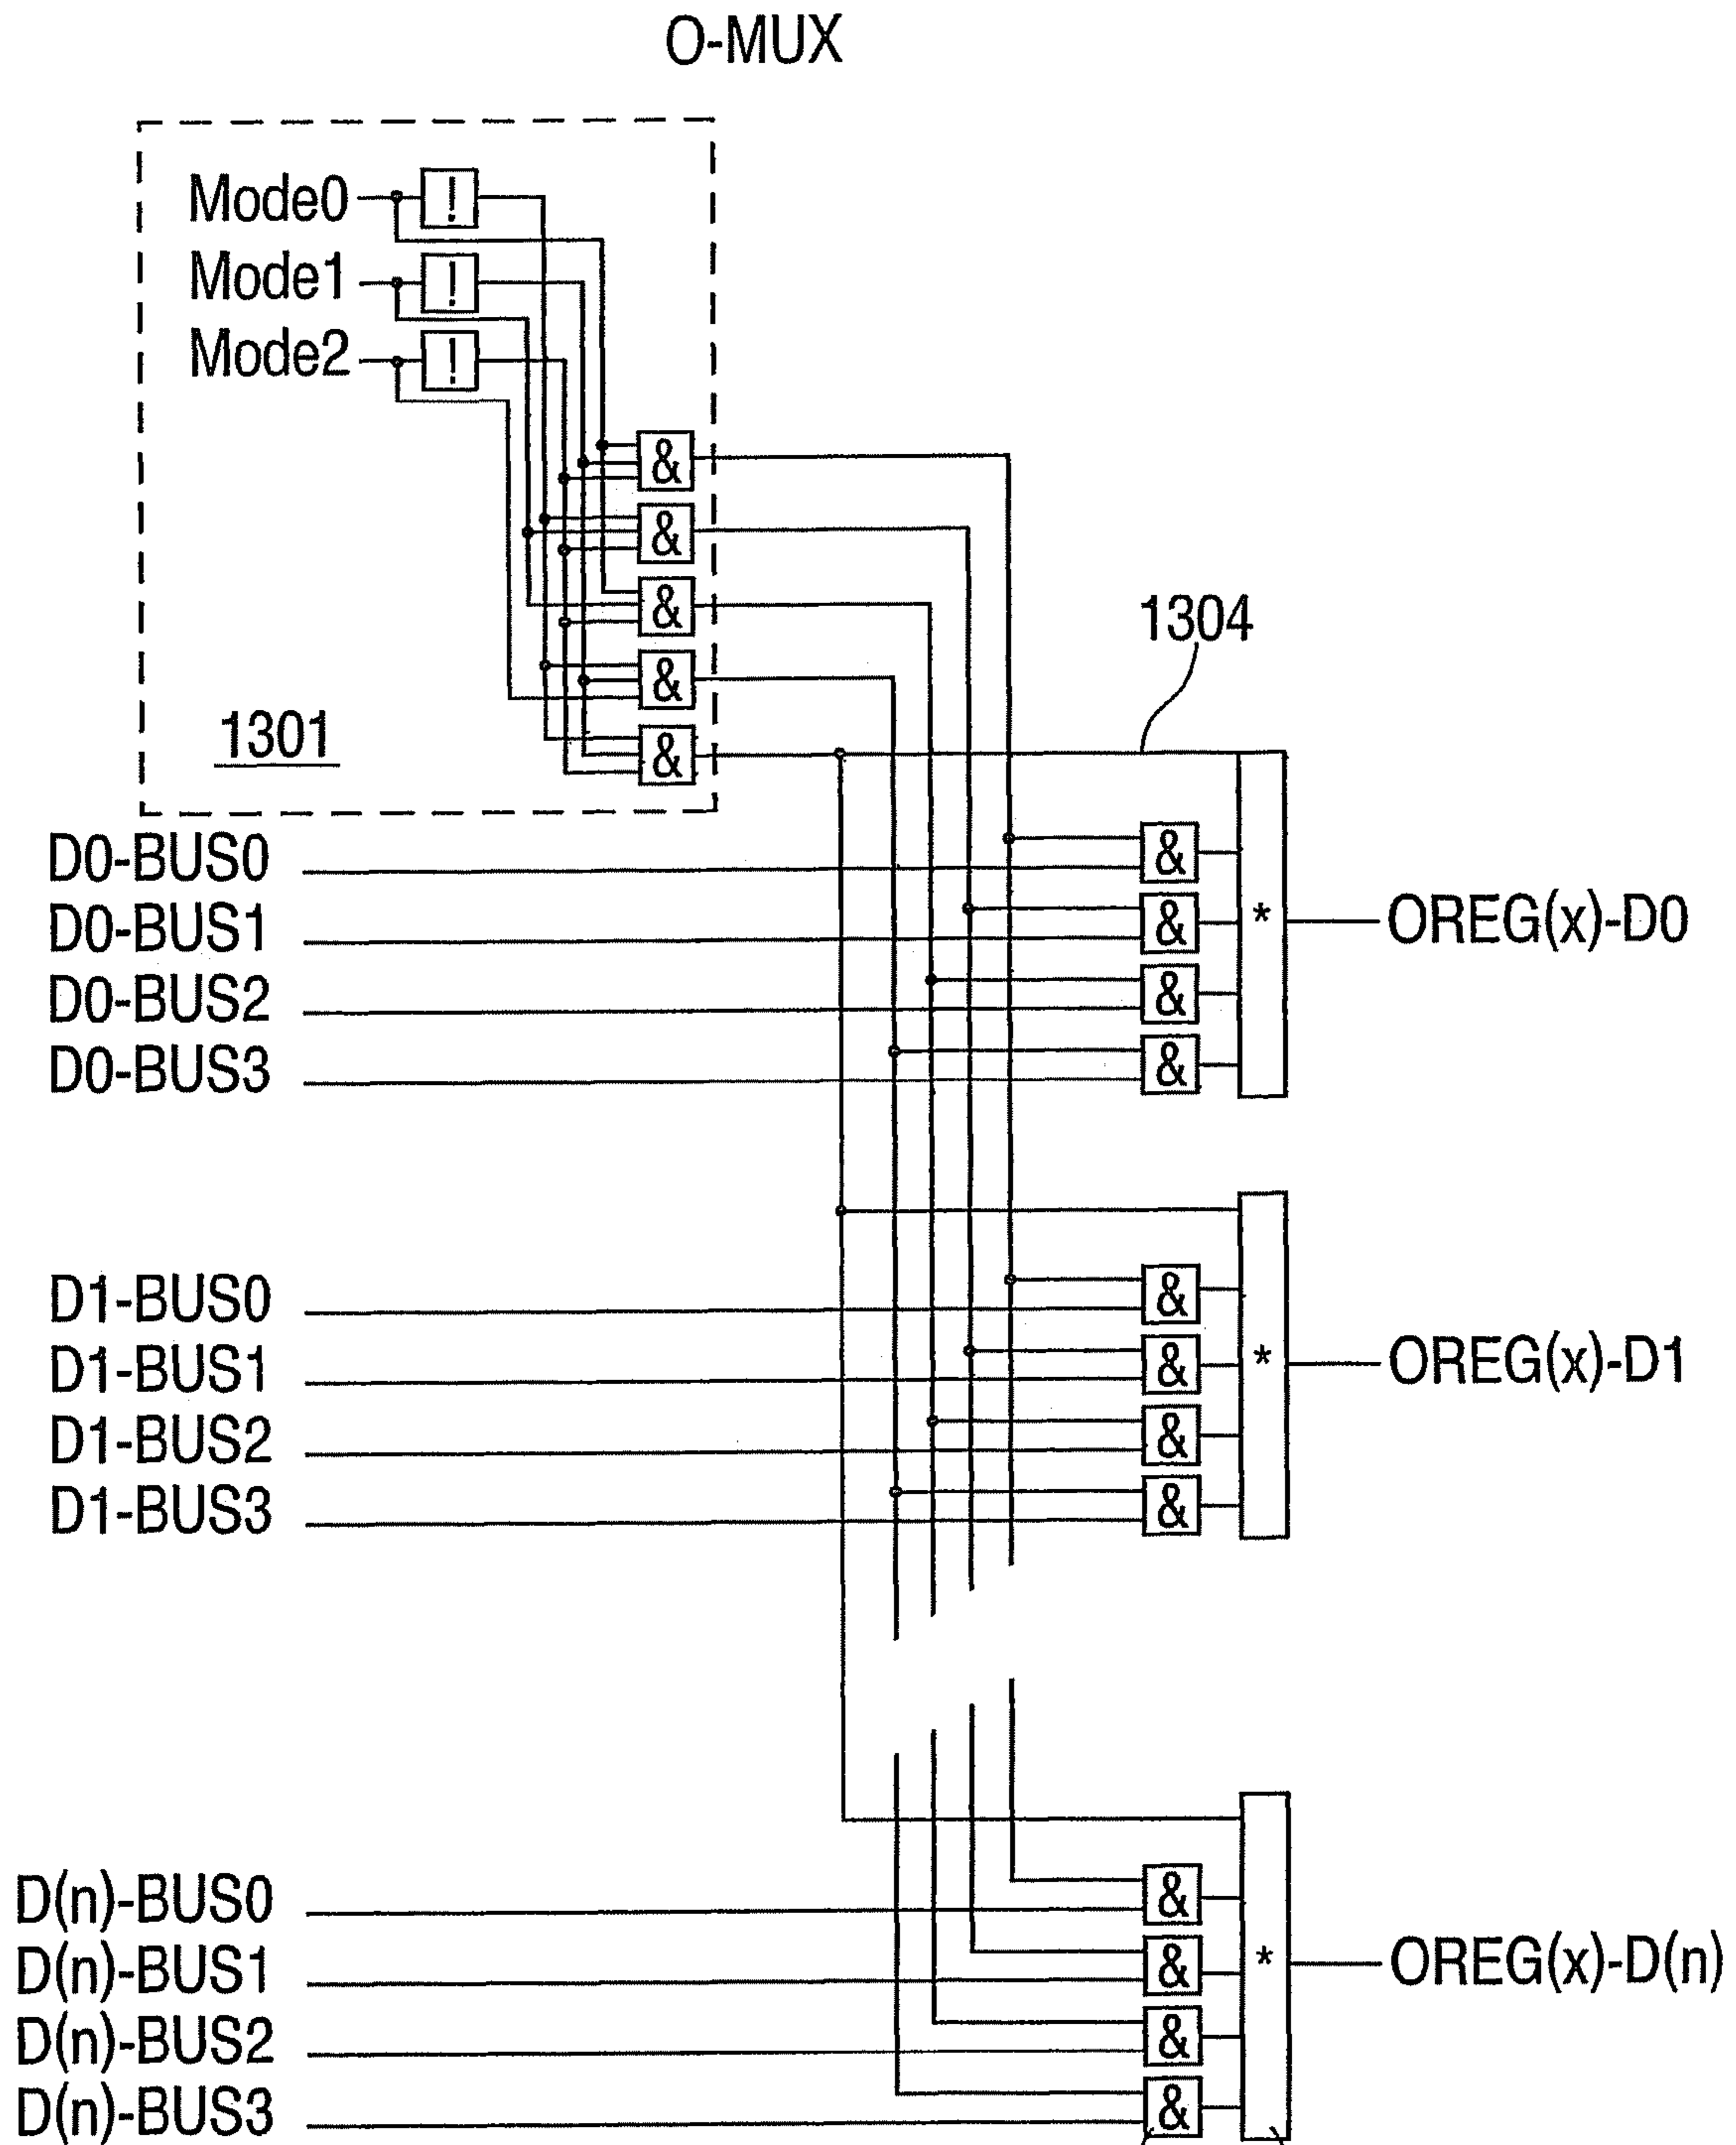 O-MUX
Mode0 !
Mode1 !
Mode2 !
&
&
&
&
&
1301
1304
D0-BUS0 &
D0-BUS1 & * OREG(x)-D0
D0-BUS2 &
D0-BUS3 &
D1-BUS0 &
D1-BUS1 & * OREG(x)-D1
D1-BUS2 &
D1-BUS3 &
D(n)-BUS0 &
D(n)-BUS1 & * OREG(x)-D(n)
D(n)-BUS2 &
D(n)-BUS3 &